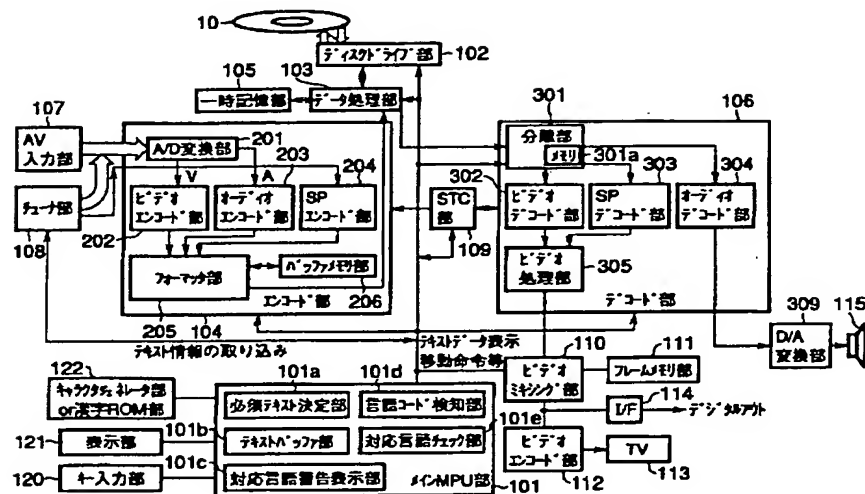 10
ディスクドライブ部
102
105
103
一時記憶部
データ処理部
107
AV
入力部
201
A/D変換部
V
A
203
204
ビデオ
エンコード部
オーディオ
エンコード部
SP
エンコード部
チューナ部
108
202
フォーマッタ部
バッファメモリ部
206
エンコード部
205
104
STC
部
109
301
106
分離部
メモリ
301a
302
303
304
ビデオ
デコード部
SP
デコード部
オーディオ
デコード部
ビデオ
処理部
305
デコード部
309
115
D/A
変換部
テキスト情報の取り込み
テキストデータ表示
移動命令等
110
111
ビデオ
ミキシング部
フレームメモリ部
114
I/F
デジタルアウト
ビデオ
エンコード部
112
TV
113
122
キャラクタジェネレータ部
or漢字ROM部
101a
101d
必須テキスト決定部
言語コード検知部
121
表示部
101b
テキストバッファ部
対応言語チェック部
101e
120
キー入力部
101c
対応言語警告表示部
メインMPU部
101